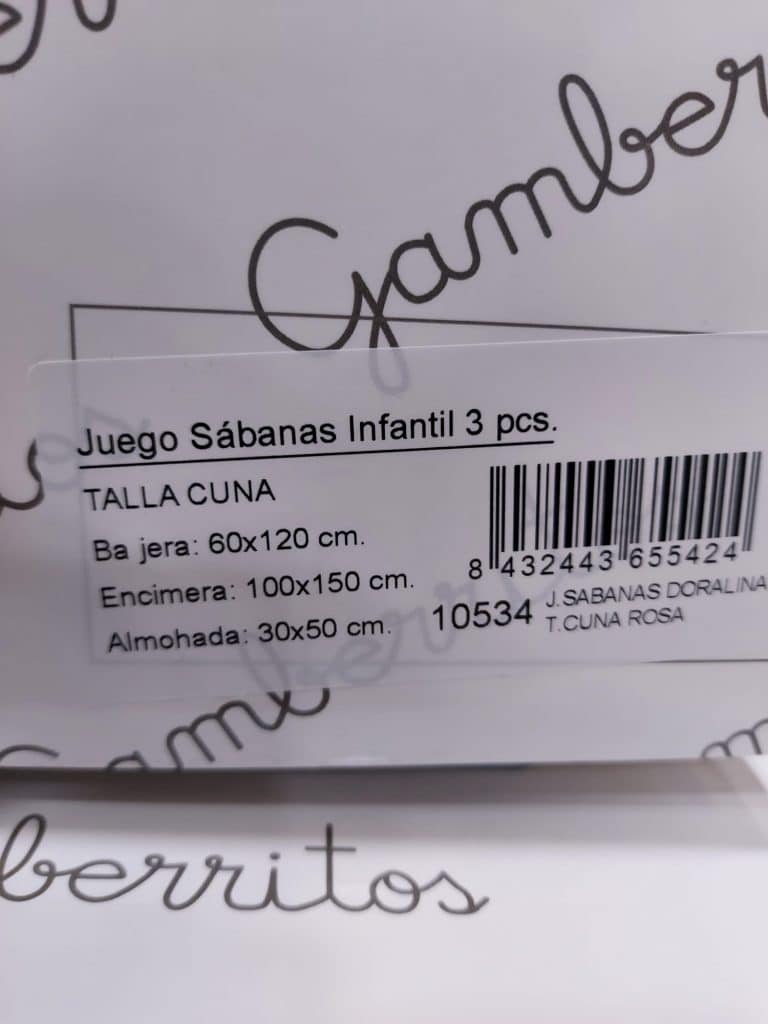 Gamber
Juego Sábanas Infantil 3 pcs.
TALLA CUNA
Ba jera: 60x120 cm.
Encimera: 100x150 cm.
Almohada: 30x50 cm.
8 432443 655424
10534
J.SABANAS DORALINA
T.CUNA ROSA
Gamb
berritos